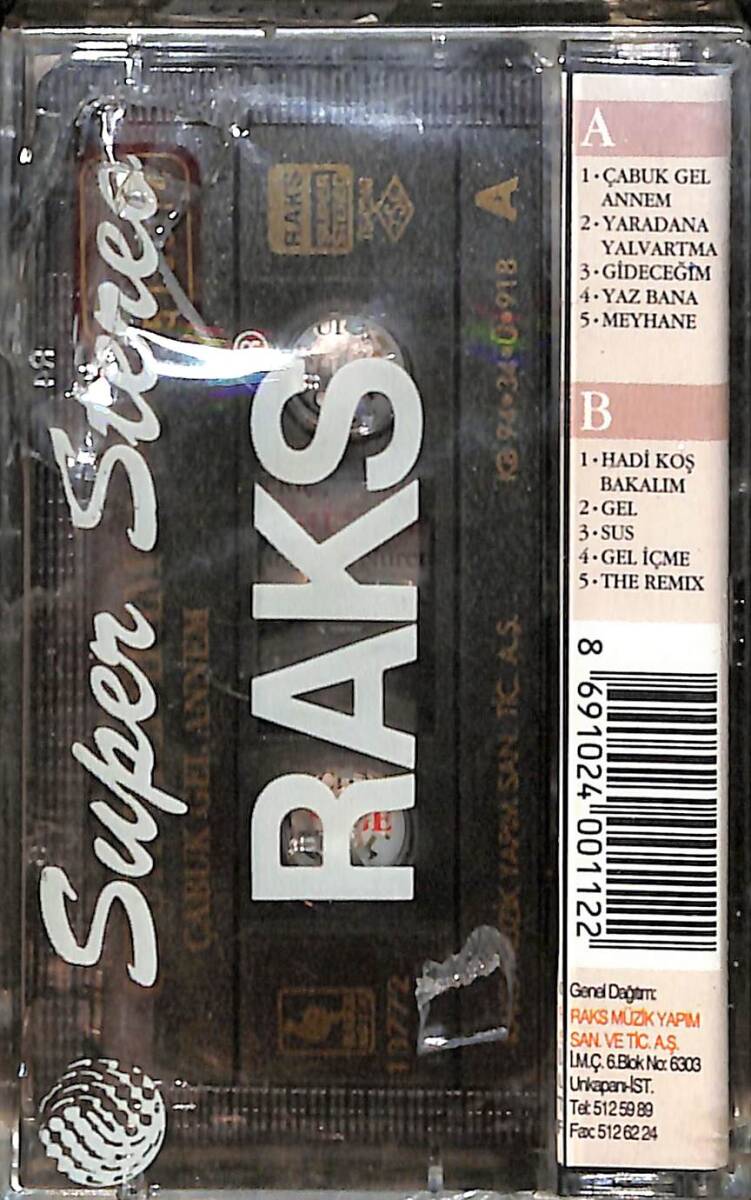 Super Stereo
RAKS
RAKS
A
ÇABUK GEL ANNEM
A
1•ÇABUK GEL
ANNEM
2•YARADANA
YALVARTMA
3•GİDECEĞİM
4•YAZ BANA
5•MEYHANE
B
1•HADİ KOŞ
BAKALIM
2•GEL
3•SUS
4•GEL İÇME
5•THE REMIX
8 691024 001122
Genel Dağıtım:
RAKS MÜZİK YAPIM
SAN. VE TİC. A.Ş.
İ.M.Ç. 6.Blok No: 6303
Unkapanı-İST.
Tel: 512 59 89
Fax: 512 62 24